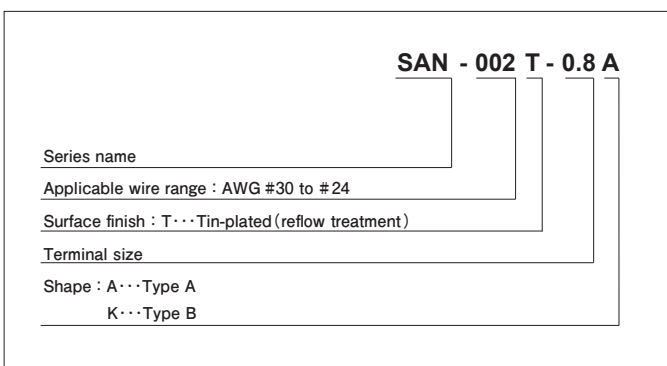 SAN - 002 T - 0.8 A
Series name
Applicable wire range : AWG #30 to #24
Surface finish : T･･･Tin-plated (reflow treatment)
Terminal size
Shape : A･･･Type A
K･･･Type B